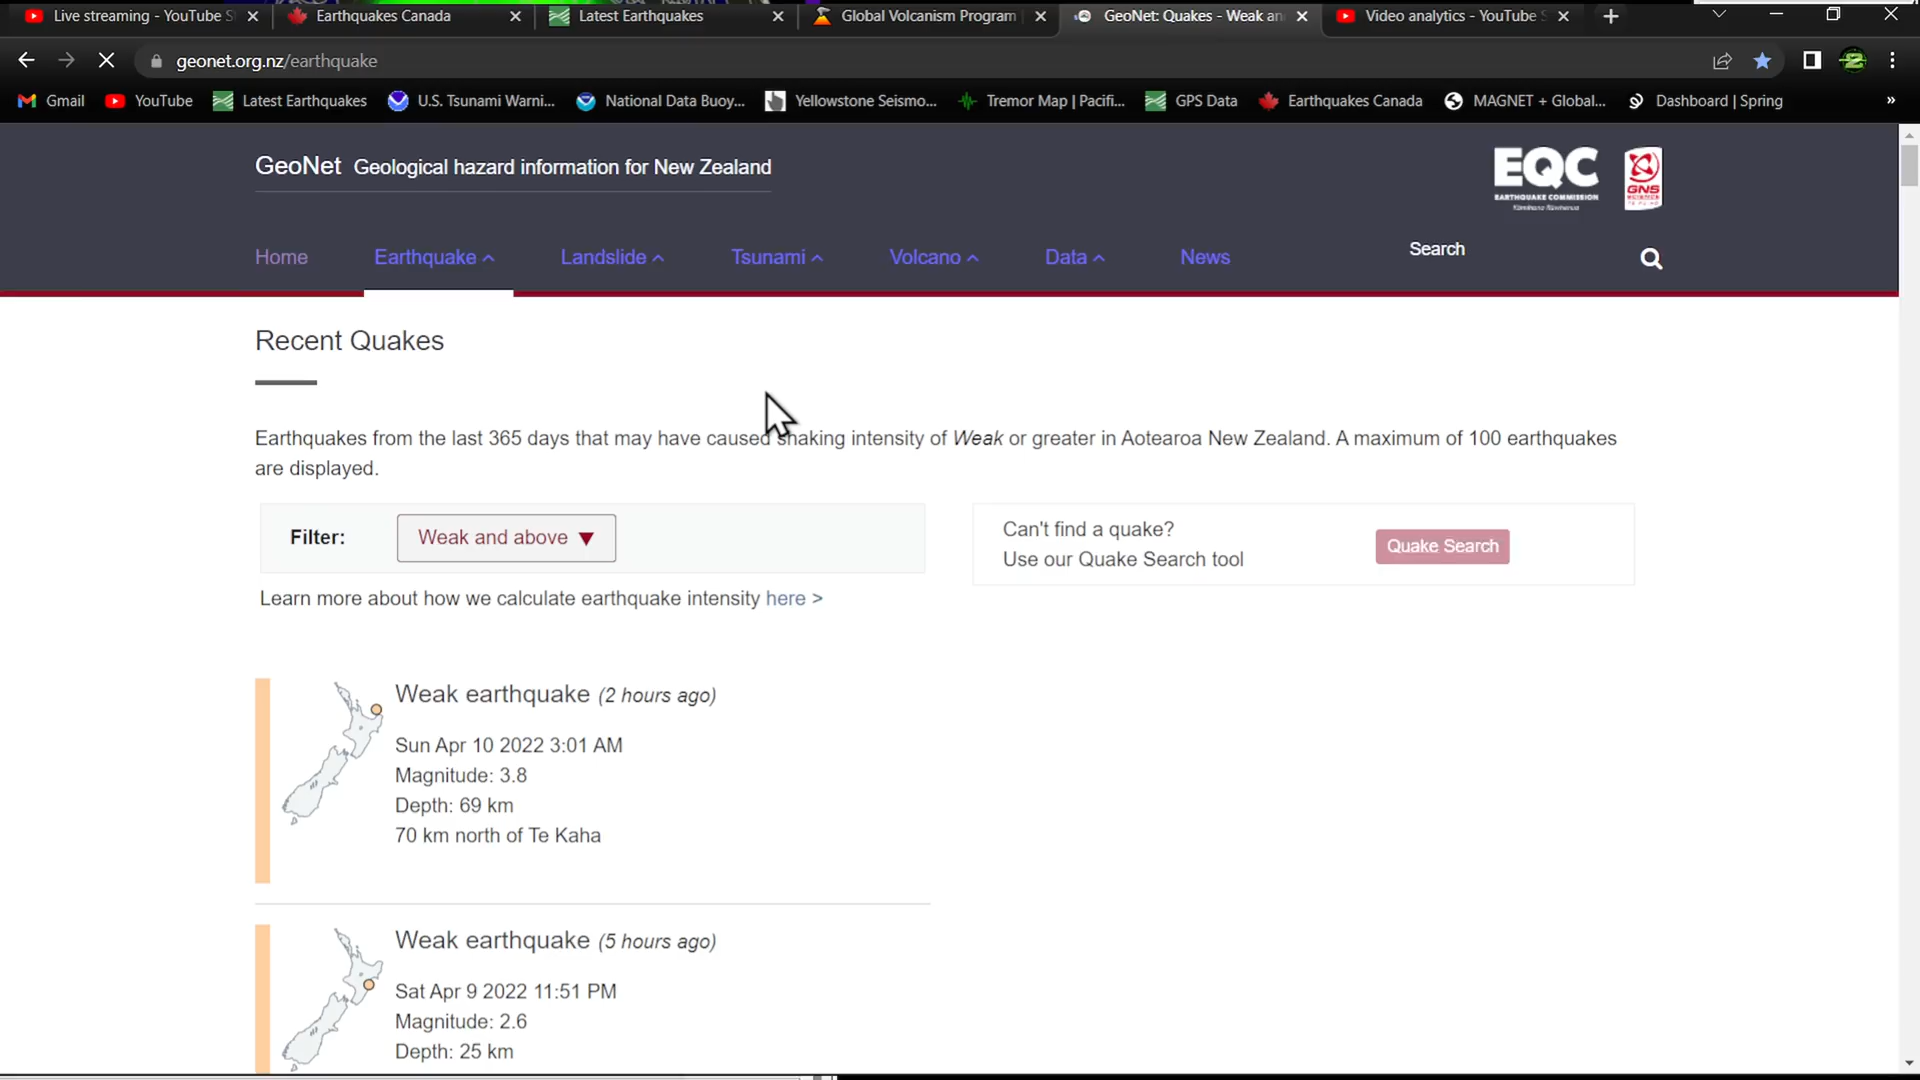 Live streaming - YouTube S
Earthquakes Canada
Latest Earthquakes
Global Volcanism Program
GeoNet: Quakes - Weak an
Video analytics - YouTube S
geonet.org.nz/earthquake
Gmail
YouTube
Latest Earthquakes
U.S. Tsunami Warni...
National Data Buoy...
Yellowstone Seismo...
Tremor Map | Pacifi...
GPS Data
Earthquakes Canada
MAGNET + Global...
Dashboard | Spring
»
GeoNet Geological hazard information for New Zealand
EQC
EARTHQUAKE COMMISSION
GNS
SCIENCE
Home
Earthquake
Landslide
Tsunami
Volcano
Data
News
Search
Recent Quakes
Earthquakes from the last 365 days that may have caused shaking intensity of Weak or greater in Aotearoa New Zealand. A maximum of 100 earthquakes
are displayed.
Filter:
Weak and above ▼
Can't find a quake?
Use our Quake Search tool
Quake Search
Learn more about how we calculate earthquake intensity here >
Weak earthquake (2 hours ago)
Sun Apr 10 2022 3:01 AM
Magnitude: 3.8
Depth: 69 km
70 km north of Te Kaha
Weak earthquake (5 hours ago)
Sat Apr 9 2022 11:51 PM
Magnitude: 2.6
Depth: 25 km